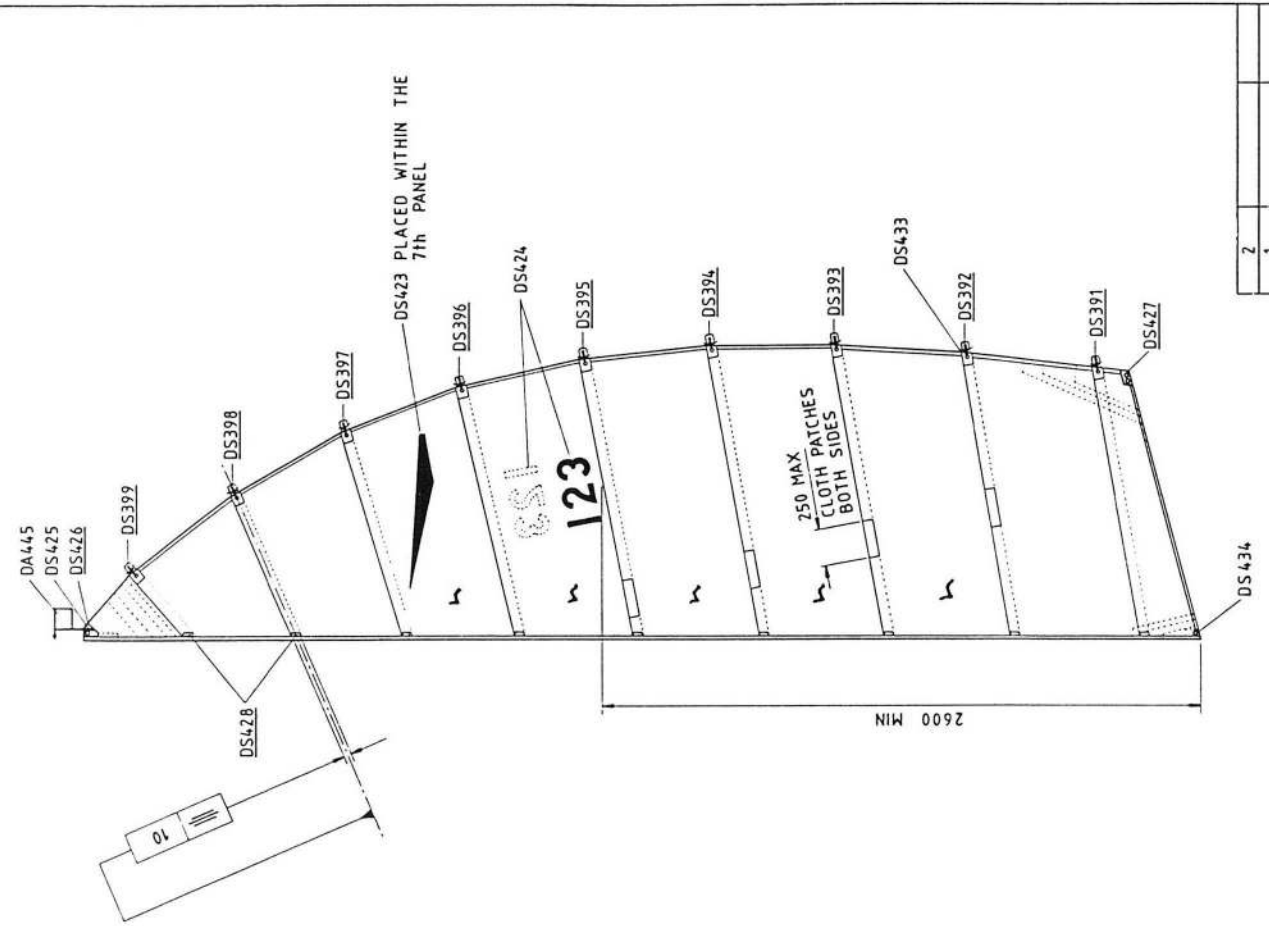 DA445
DS425
DS426
DS399
DS398
DS397
DS423 PLACED WITHIN THE
7th PANEL
DS396
DS424
123
123
DS395
DS394
DS393
DS433
DS392
DS391
DS427
250 MAX
CLOTH PATCHES
BOTH SIDES
DS434
DS428
10
2600 MIN
2